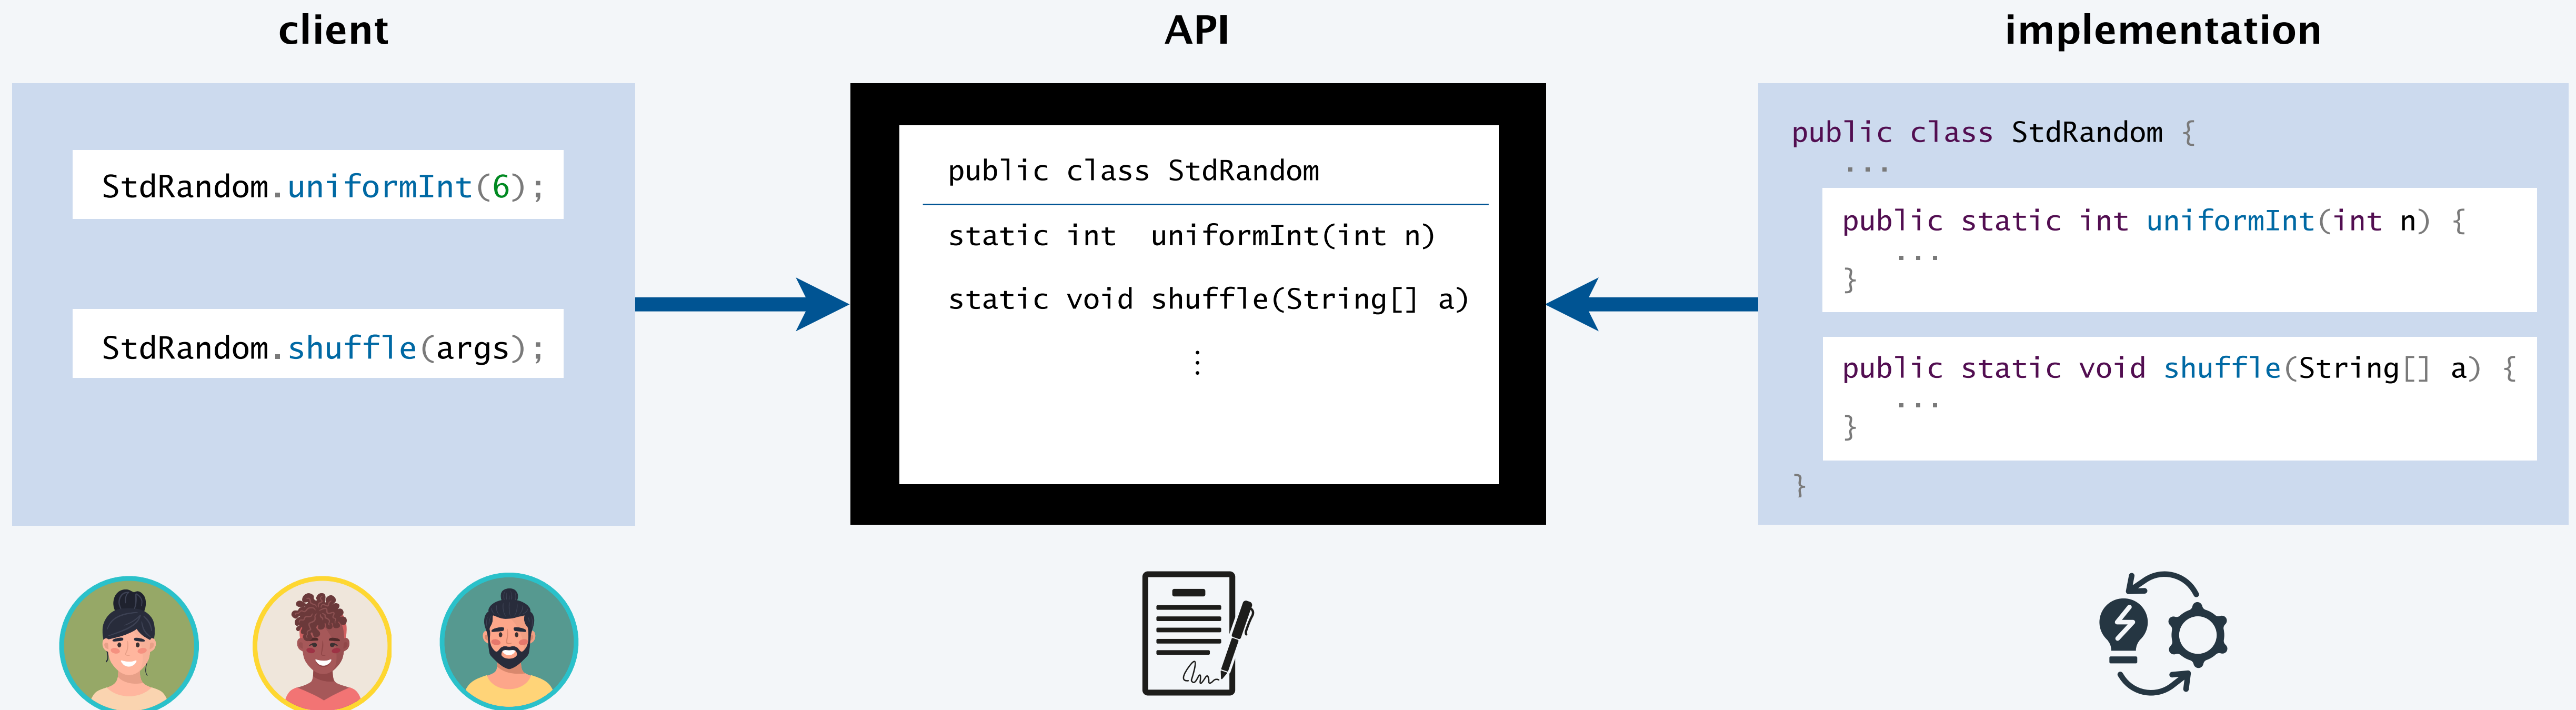 client
StdRandom.uniformInt(6);
StdRandom.shuffle(args);
API
public class StdRandom
static int  uniformInt(int n)
static void shuffle(String[] a)
⋮
implementation
public class StdRandom {
...
public static int uniformInt(int n) {
...
}
public static void shuffle(String[] a) {
...
}
}